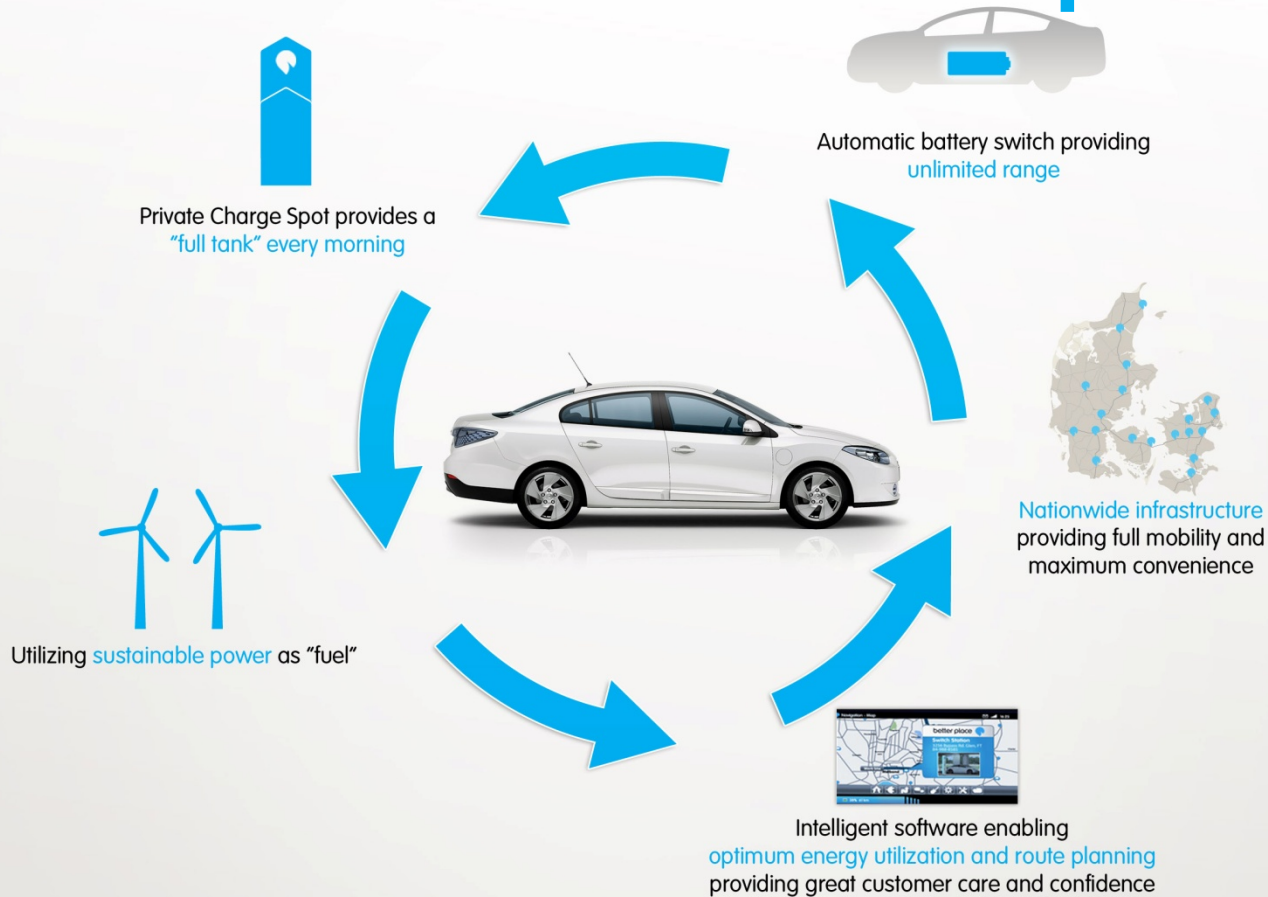 Automatic battery switch providing
unlimited range
Private Charge Spot provides a
“full tank” every morning
Nationwide infrastructure
providing full mobility and
maximum convenience
Utilizing sustainable power as “fuel”
better place
Switch Station
Intelligent software enabling
optimum energy utilization and route planning
providing great customer care and confidence